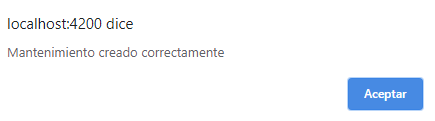 localhost:4200 dice
Mantenimiento creado correctamente
Aceptar